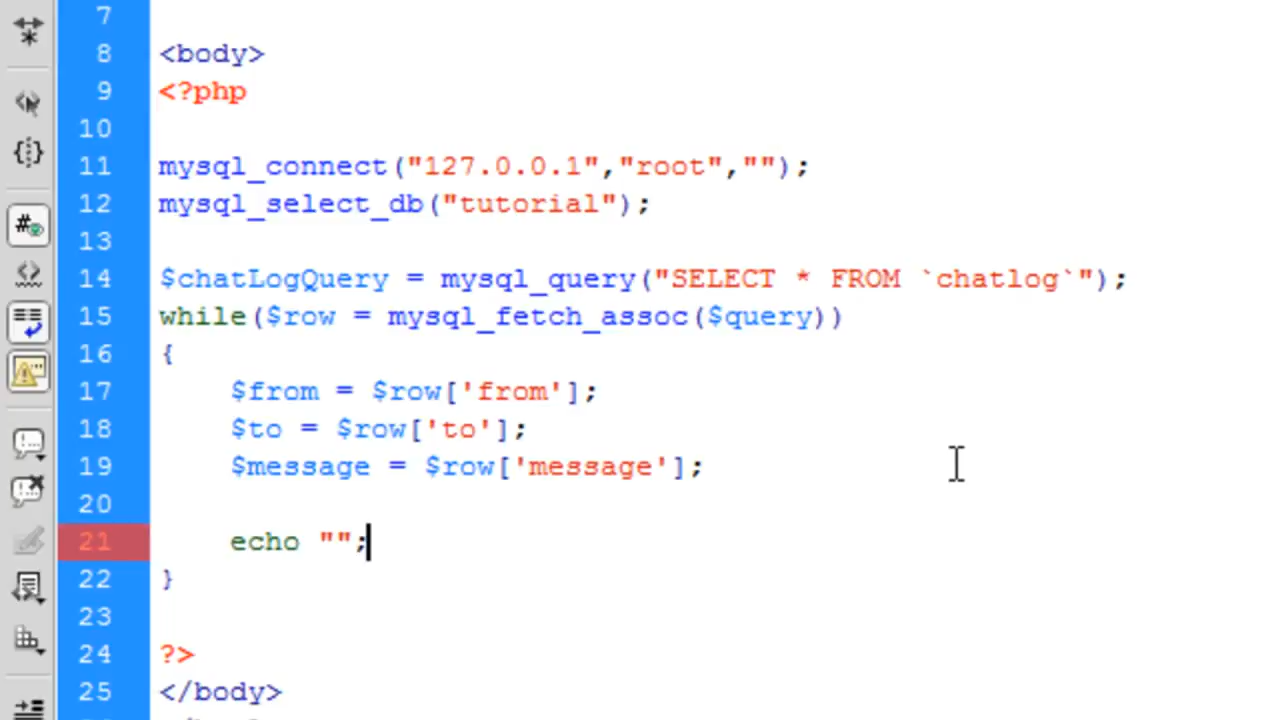 7
8 <body>
9 <?php
10
11 mysql_connect("127.0.0.1","root","");
12 mysql_select_db("tutorial");
13
14 $chatLogQuery = mysql_query("SELECT * FROM `chatlog`");
15 while($row = mysql_fetch_assoc($query))
16 {
17 $from = $row['from'];
18 $to = $row['to'];
19 $message = $row['message'];
20
21 echo "";
22 }
23
24 ?>
25 </body>